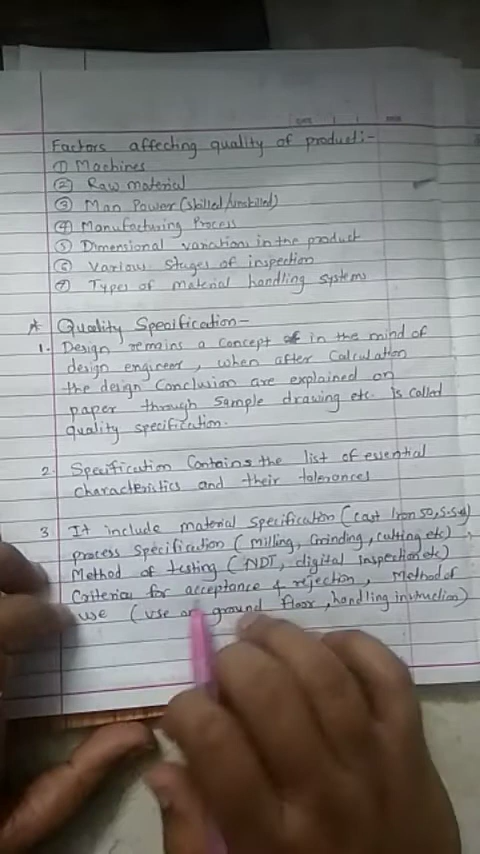 Factors affecting quality of product:-
① Machines
② Raw material
③ Man Power (skilled/unskilled)
④ Manufacturing Process
⑤ Dimensional variation in the product
⑥ Various stages of inspection
⑦ Types of material handling systems
* Quality Specification-
1. Design remains a concept of in the mind of
design engineer, when after calculation
the design conclusion are explained on
paper through sample drawing etc. is called
quality specification.
2. Specification contains the list of essential
characteristics and their tolerances
3 It include material specification (cast iron 50,
process specification (milling, Grinding, cutting etc)
Method of testing (NDT, digital inspection etc)
Criteria for acceptance & rejection, Method of
use (use on ground floor, handling instruction)